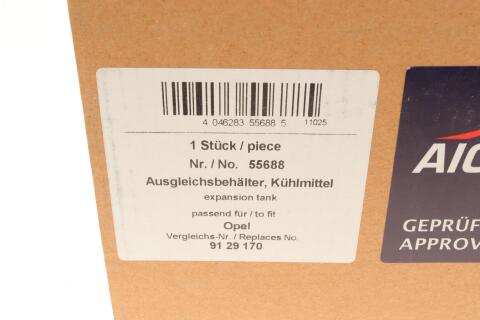 4 046283 55688 5 11025
1 Stück / piece
Nr. / No. 55688
Ausgleichsbehälter, Kühlmittel
expansion tank
passend für / to fit
Opel
Vergleichs-Nr. / Replaces No.
91 29 170
AIC
GEPRÜF
APPROV